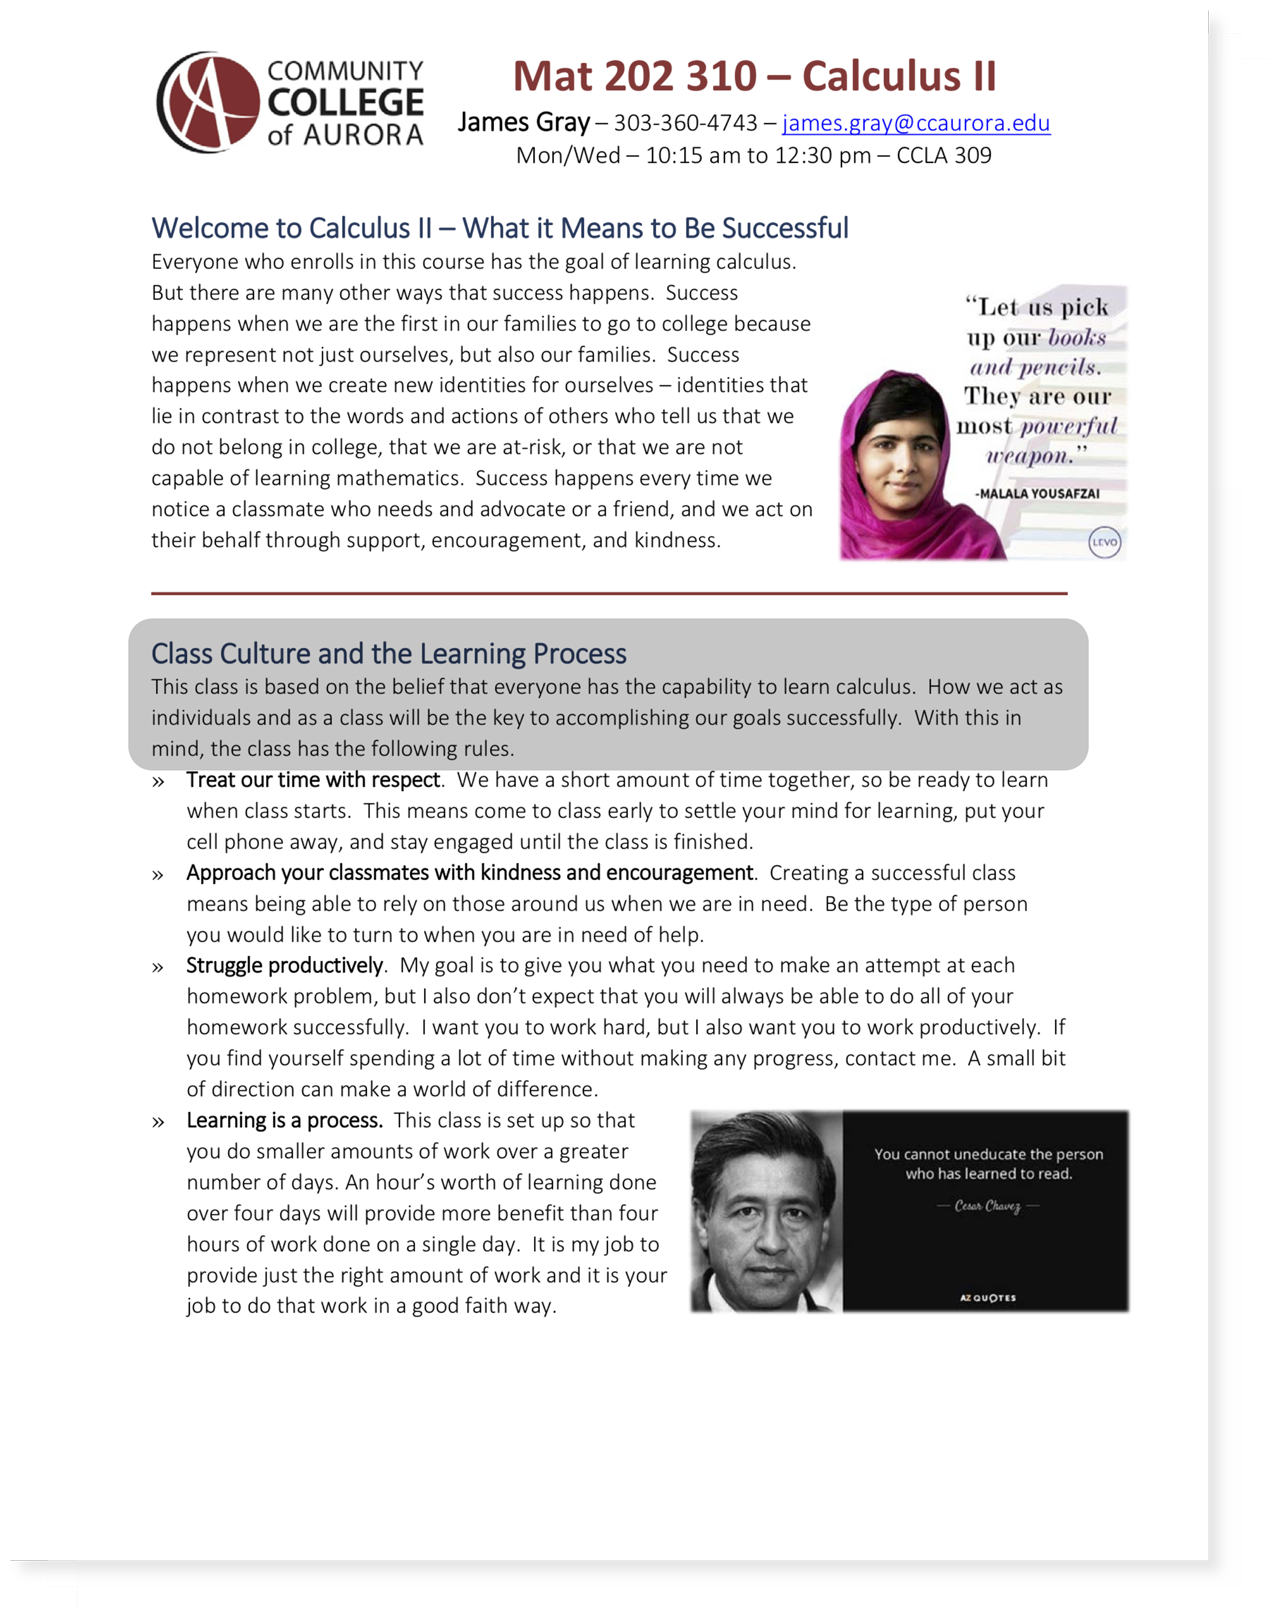 COMMUNITY
COLLEGE
of AURORA
Mat 202 310 – Calculus II
James Gray – 303-360-4743 – james.gray@ccaurora.edu
Mon/Wed – 10:15 am to 12:30 pm – CCLA 309
Welcome to Calculus II – What it Means to Be Successful
Everyone who enrolls in this course has the goal of learning calculus.
But there are many other ways that success happens.  Success
happens when we are the first in our families to go to college because
we represent not just ourselves, but also our families.  Success
happens when we create new identities for ourselves – identities that
lie in contrast to the words and actions of others who tell us that we
do not belong in college, that we are at-risk, or that we are not
capable of learning mathematics.  Success happens every time we
notice a classmate who needs and advocate or a friend, and we act on
their behalf through support, encouragement, and kindness.
“Let us pick
up our books
and pencils.
They are our
most powerful
weapon.”
-MALALA YOUSAFZAI
LEVO
Class Culture and the Learning Process
This class is based on the belief that everyone has the capability to learn calculus.  How we act as
individuals and as a class will be the key to accomplishing our goals successfully.  With this in
mind, the class has the following rules.
» Treat our time with respect.  We have a short amount of time together, so be ready to learn
when class starts.  This means come to class early to settle your mind for learning, put your
cell phone away, and stay engaged until the class is finished.
» Approach your classmates with kindness and encouragement.  Creating a successful class
means being able to rely on those around us when we are in need.  Be the type of person
you would like to turn to when you are in need of help.
» Struggle productively.  My goal is to give you what you need to make an attempt at each
homework problem, but I also don’t expect that you will always be able to do all of your
homework successfully.  I want you to work hard, but I also want you to work productively.  If
you find yourself spending a lot of time without making any progress, contact me.  A small bit
of direction can make a world of difference.
» Learning is a process.  This class is set up so that
you do smaller amounts of work over a greater
number of days. An hour’s worth of learning done
over four days will provide more benefit than four
hours of work done on a single day.  It is my job to
provide just the right amount of work and it is your
job to do that work in a good faith way.
You cannot uneducate the person
who has learned to read.
— Cesar Chavez —
AZ QUOTES